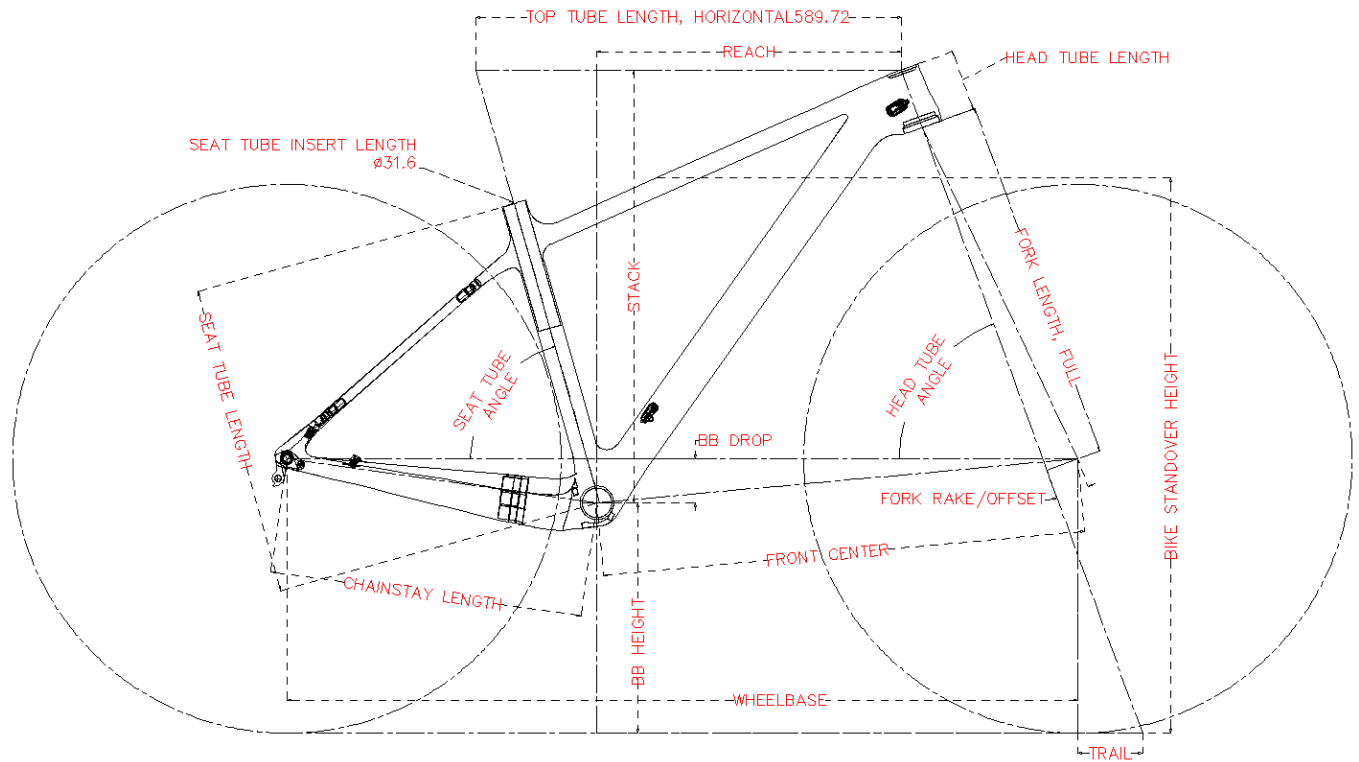 TOP TUBE LENGTH, HORIZONTAL589.72
REACH
HEAD TUBE LENGTH
SEAT TUBE INSERT LENGTH
ø31.6
STACK
FORK LENGTH, FULL
SEAT TUBE LENGTH
SEAT TUBE
ANGLE
HEAD TUBE
ANGLE
BIKE STANDOVER HEIGHT
BB DROP
FORK RAKE/OFFSET
FRONT CENTER
CHAINSTAY LENGTH
BB HEIGHT
WHEELBASE
TRAIL